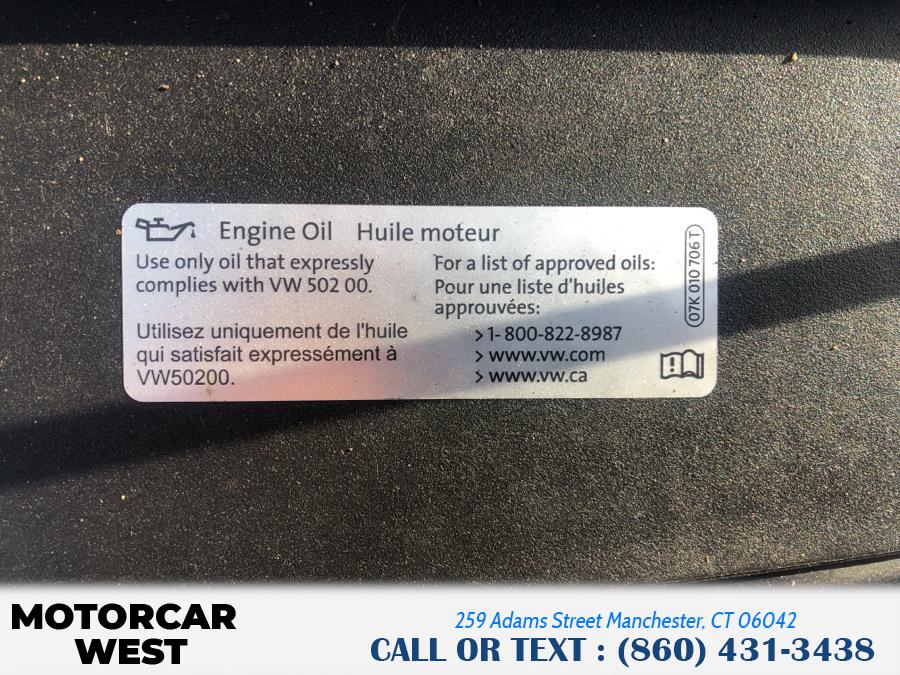 Engine Oil Huile moteur
Use only oil that expressly
complies with VW 502 00.
Utilisez uniquement de l'huile
qui satisfait expressément à
VW50200.
For a list of approved oils:
Pour une liste d'huiles
approuvées:
>1-800-822-8987
>www.vw.com
>www.vw.ca
07K 010 706 T
MOTORCAR
WEST
259 Adams Street Manchester, CT 06042
CALL OR TEXT : (860) 431-3438